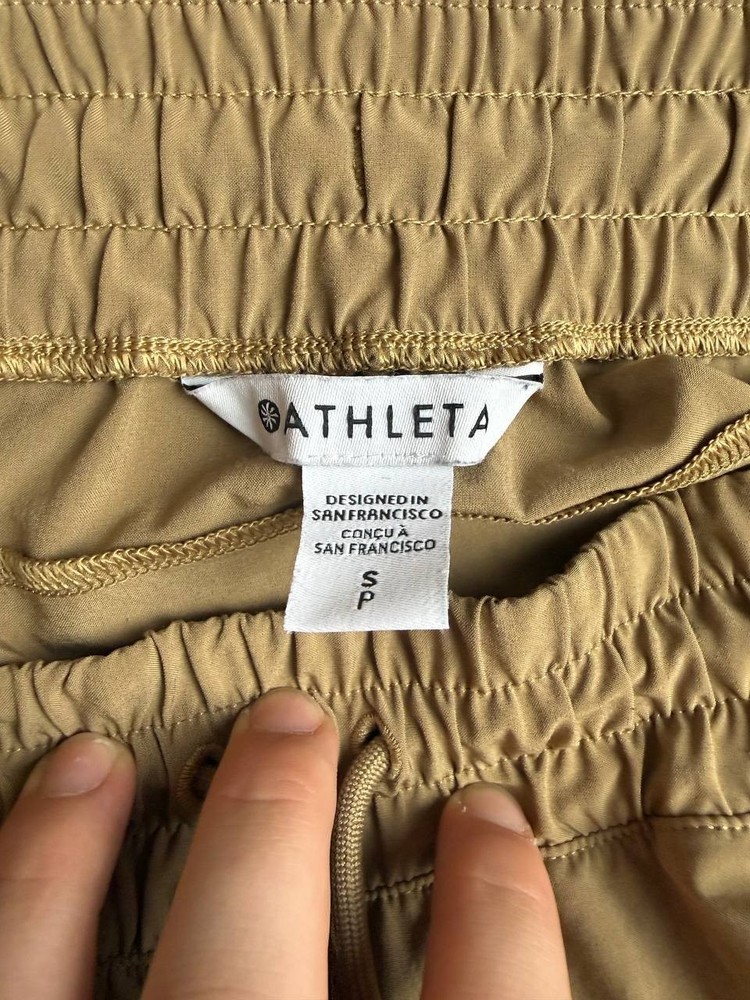 ATHLETA
DESIGNED IN
SAN FRANCISCO
CONÇU À
SAN FRANCISCO
S
P